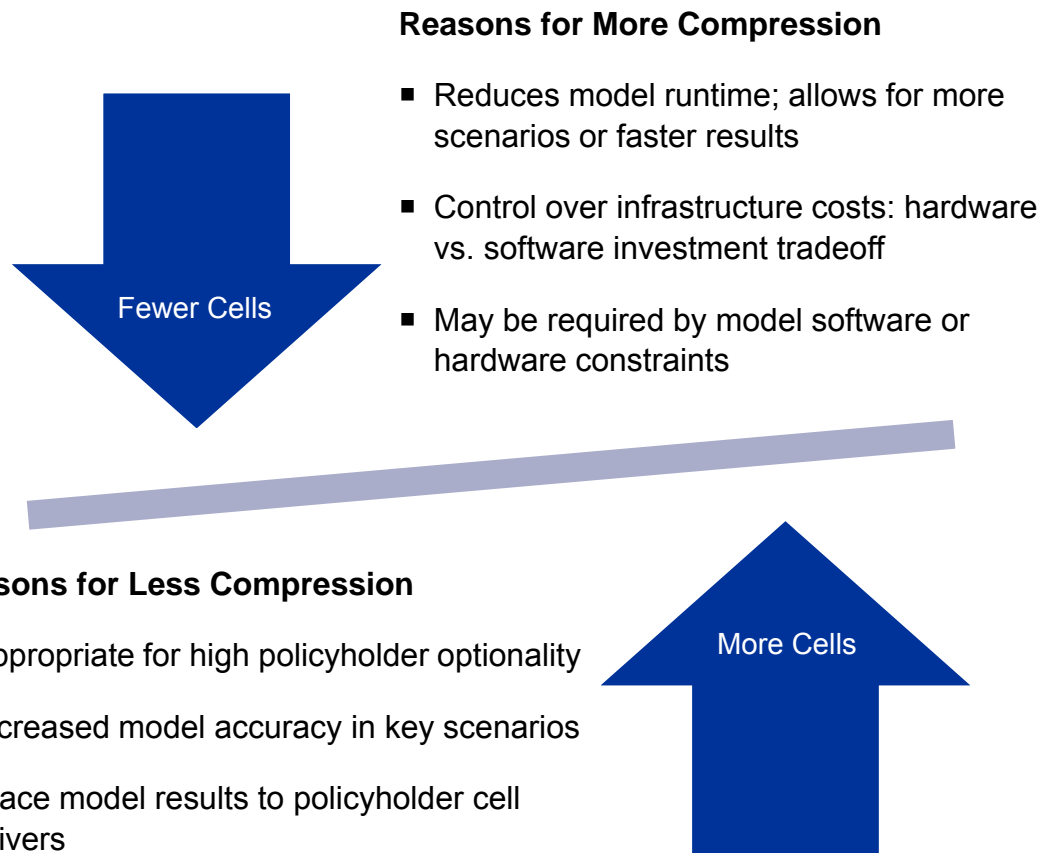 Reasons for More Compression
■ Reduces model runtime; allows for more
scenarios or faster results
■ Control over infrastructure costs: hardware
vs. software investment tradeoff
■ May be required by model software or
hardware constraints
Fewer Cells
sons for Less Compression
ppropriate for high policyholder optionality
creased model accuracy in key scenarios
ace model results to policyholder cell
ivers
More Cells